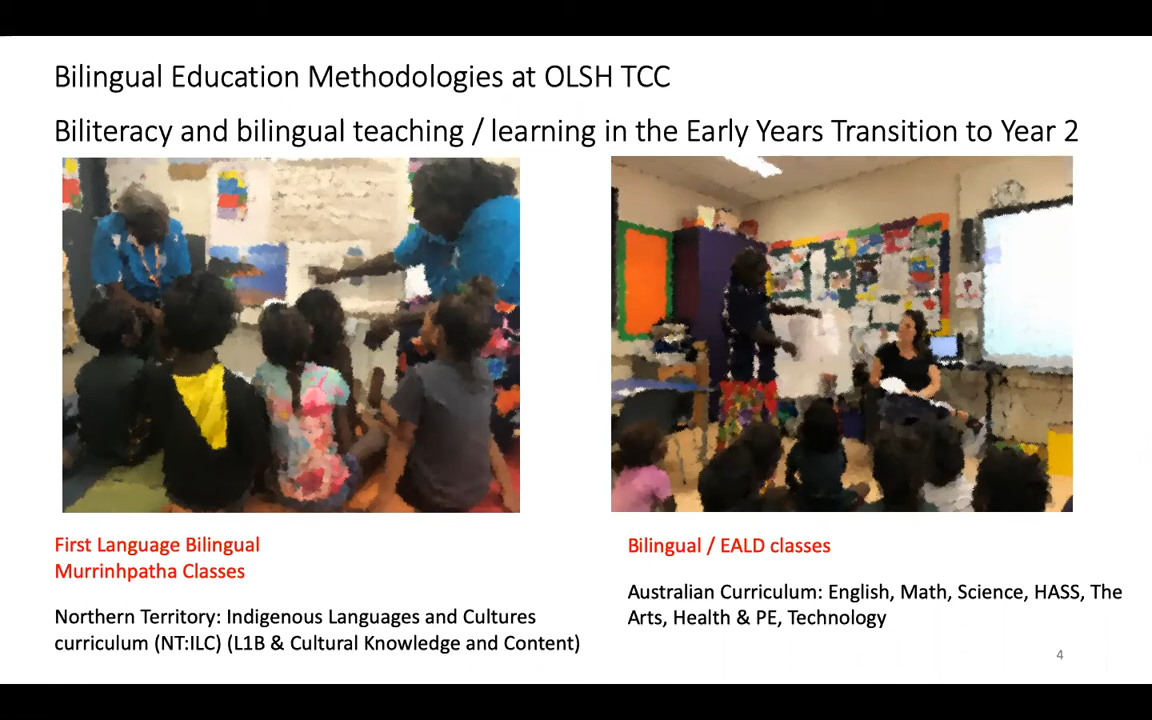 Bilingual Education Methodologies at OLSH TCC
Biliteracy and bilingual teaching / learning in the Early Years Transition to Year 2
First Language Bilingual
Murrinhpatha Classes
Northern Territory: Indigenous Languages and Cultures
curriculum (NT:ILC) (L1B & Cultural Knowledge and Content)
Bilingual / EALD classes
Australian Curriculum: English, Math, Science, HASS, The
Arts, Health & PE, Technology
4